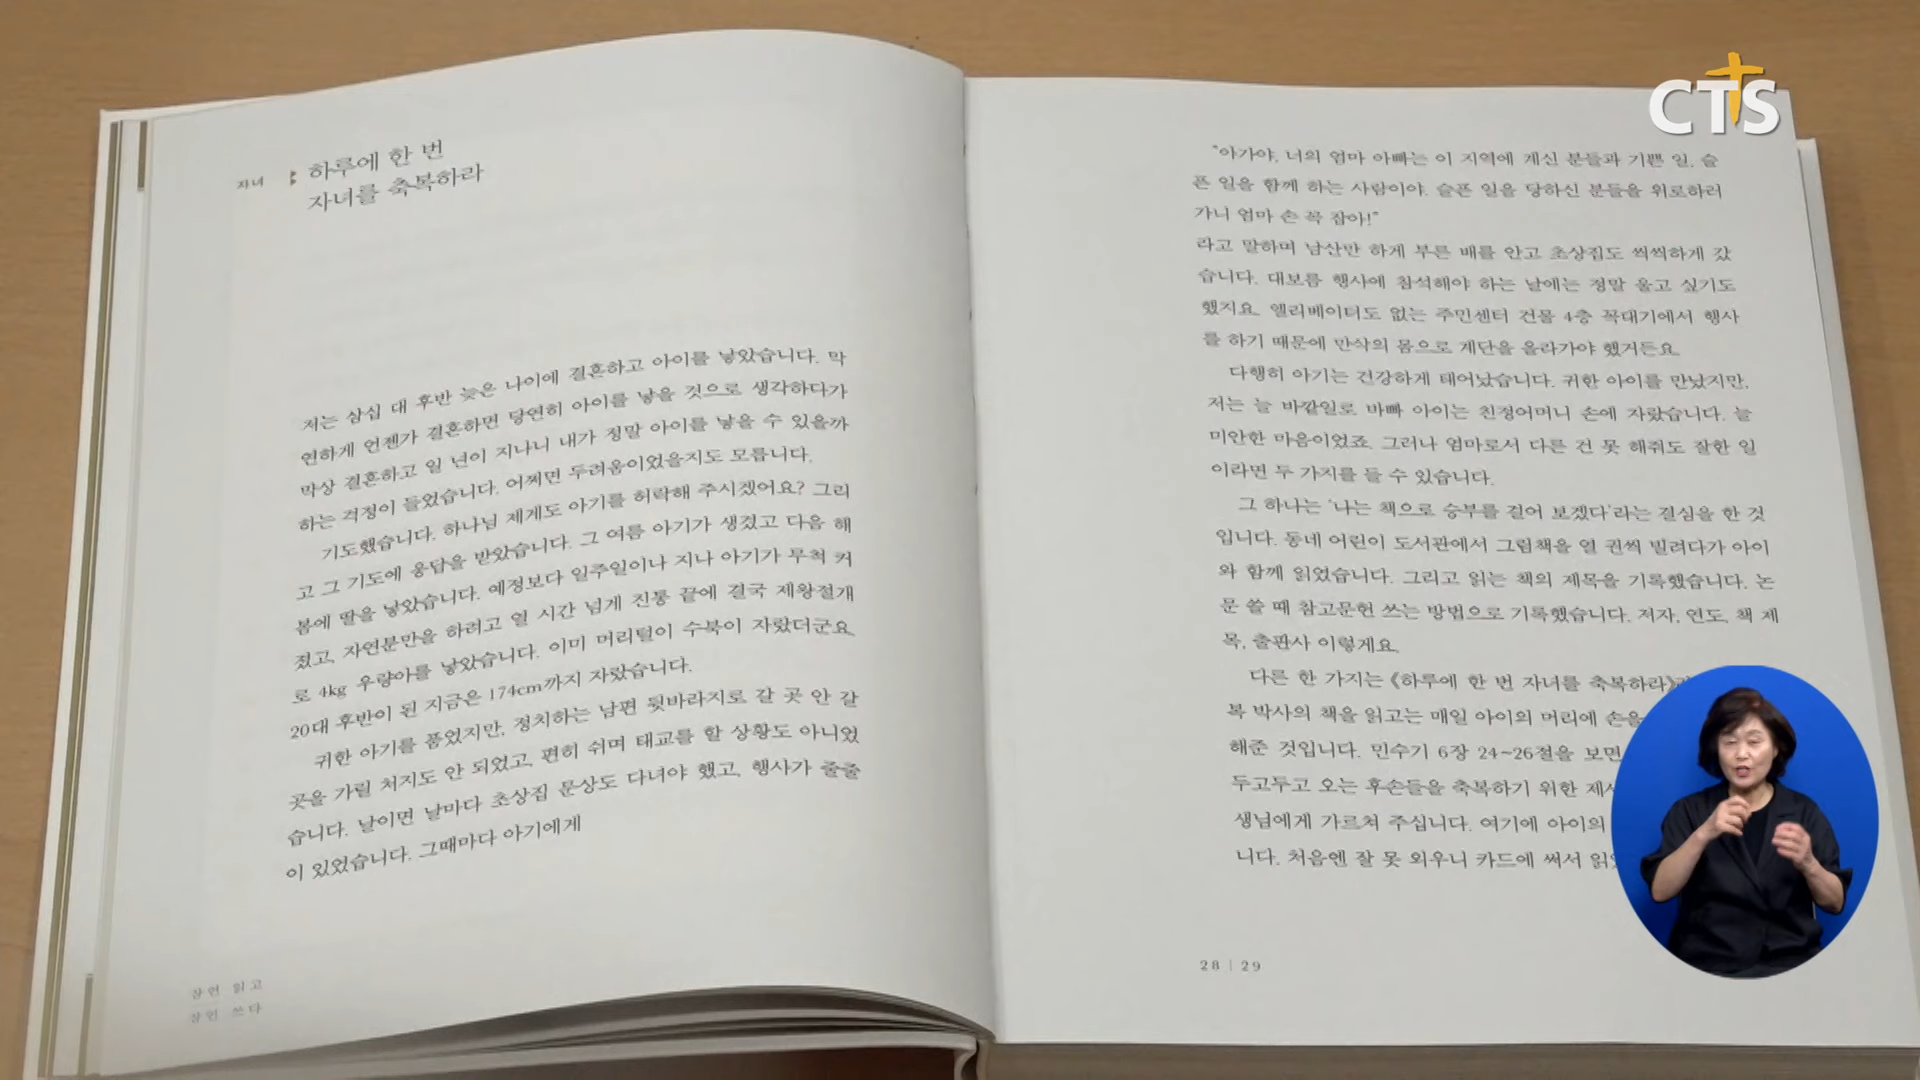 CTS
자녀
하루에 한 번
자녀를 축복하라
저는 삼십 대 후반 늦은 나이에 결혼하고 아이를 낳았습니다. 막
연하게 언젠가 결혼하면 당연히 아이를 낳을 것으로 생각하다가
막상 결혼하고 일 년이 지나니 내가 정말 아이를 낳을 수 있을까
하는 걱정이 들었습니다. 어쩌면 두려움이었을지도 모릅니다.
기도했습니다. 하나님 제게도 아기를 허락해 주시겠어요? 그리
고 그 기도에 응답을 받았습니다. 그 여름 아기가 생겼고 다음 해
봄에 딸을 낳았습니다. 예정보다 일주일이나 지나 아기가 무척 커
졌고, 자연분만을 하려고 열 시간 넘게 진통 끝에 결국 제왕절개
로 4kg 우량아를 낳았습니다. 이미 머리털이 수북이 자랐더군요.
20대 후반이 된 지금은 174cm까지 자랐습니다.
귀한 아기를 품었지만, 정치하는 남편 뒷바라지로 갈 곳 안 갈
곳을 가릴 처지도 안 되었고, 편히 쉬며 태교를 할 상황도 아니었
습니다. 날이면 날마다 초상집 문상도 다녀야 했고, 행사가 줄줄
이 있었습니다. 그때마다 아기에게
잠언 읽고
잠언 쓰다
"아가야, 너의 엄마 아빠는 이 지역에 계신 분들과 기쁜 일, 슬
픈 일을 함께 하는 사람이야. 슬픈 일을 당하신 분들을 위로하러
가니 엄마 손 꼭 잡아!"
라고 말하며 남산만 하게 부른 배를 안고 초상집도 씩씩하게 갔
습니다. 대보름 행사에 참석해야 하는 날에는 정말 울고 싶기도
했지요. 엘리베이터도 없는 주민센터 건물 4층 꼭대기에서 행사
를 하기 때문에 만삭의 몸으로 계단을 올라가야 했거든요.
다행히 아기는 건강하게 태어났습니다. 귀한 아이를 만났지만,
저는 늘 바깥일로 바빠 아이는 친정어머니 손에 자랐습니다. 늘
미안한 마음이었죠. 그러나 엄마로서 다른 건 못 해줘도 잘한 일
이라면 두 가지를 들 수 있습니다.
그 하나는 '나는 책으로 승부를 걸어 보겠다'라는 결심을 한 것
입니다. 동네 어린이 도서관에서 그림책을 열 권씩 빌려다가 아이
와 함께 읽었습니다. 그리고 읽는 책의 제목을 기록했습니다. 논
문 쓸 때 참고문헌 쓰는 방법으로 기록했습니다. 저자, 연도, 책 제
목, 출판사 이렇게요.
다른 한 가지는 《하루에 한 번 자녀를 축복하라》
복 박사의 책을 읽고는 매일 아이의 머리에 손을
해준 것입니다. 민수기 6장 24~26절을 보면
두고두고 오는 후손들을 축복하기 위한
생님에게 가르쳐 주십니다. 여기에 아이의
니다. 처음엔 잘 못 외우니 카드에 써서
28 | 29